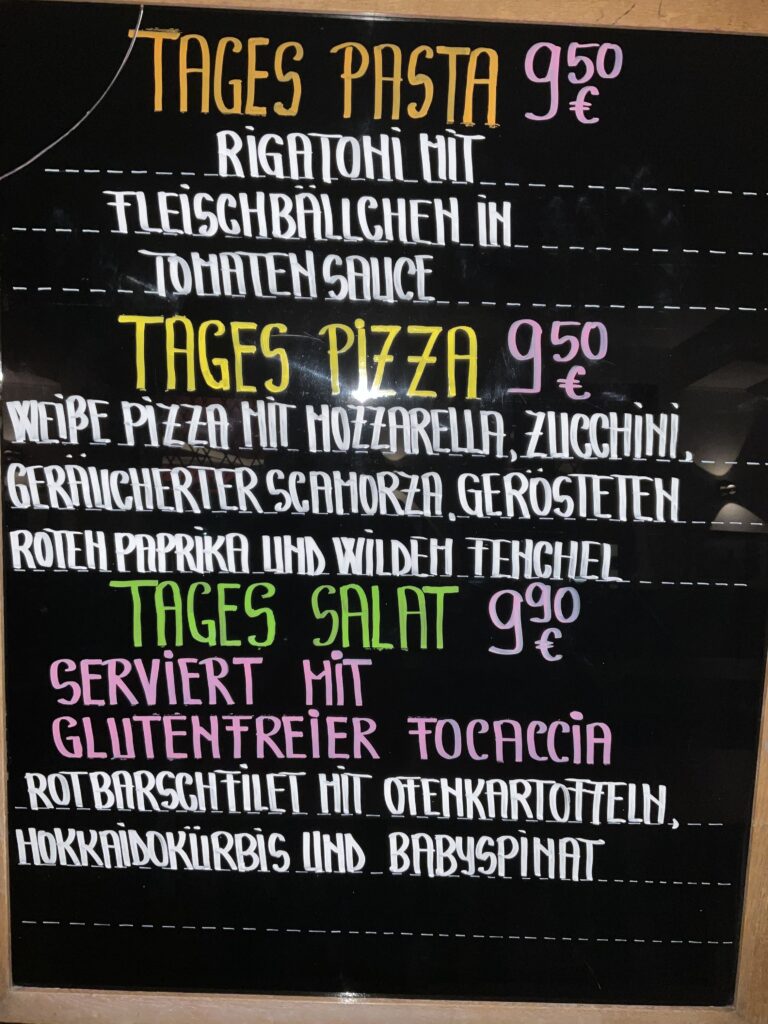 TAGES PASTA 9,50 €
RIGATONI MIT
FLEISCHBÄLLCHEN IN
TOMATEN SAUCE
TAGES PIZZA 9,50 €
WEIßE PIZZA MIT MOZZARELLA, ZUCCHINI,
GERÄUCHERTER SCAMORZA, GERÖSTETEN
ROTEN PAPRIKA UND WILDEM FENCHEL
TAGES SALAT 9,90 €
SERVIERT MIT
GLUTENFREIER FOCACCIA
ROTBARSCHFILET MIT OFENKARTOFFELN,
HOKKAIDOKÜRBIS UND BABYSPINAT